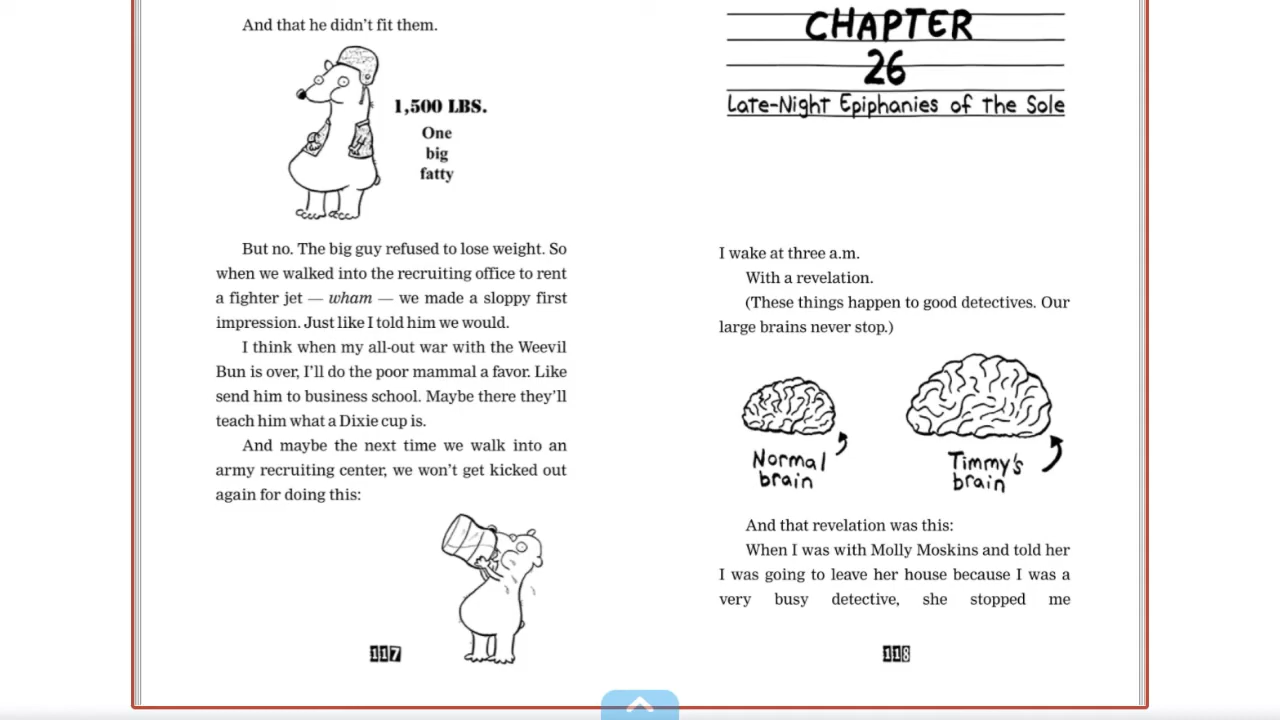 And that he didn't fit them.
1,500 LBS.
One
big
fatty
But no. The big guy refused to lose weight. So
when we walked into the recruiting office to rent
a fighter jet — wham — we made a sloppy first
impression. Just like I told him we would.
I think when my all-out war with the Weevil
Bun is over, I'll do the poor mammal a favor. Like
send him to business school. Maybe there they'll
teach him what a Dixie cup is.
And maybe the next time we walk into an
army recruiting center, we won't get kicked out
again for doing this:
117
CHAPTER
26
Late-Night Epiphanies of the Sole
I wake at three a.m.
With a revelation.
(These things happen to good detectives. Our
large brains never stop.)
Normal
brain
Timmy's
brain
And that revelation was this:
When I was with Molly Moskins and told her
I was going to leave her house because I was a
very busy detective, she stopped me
118